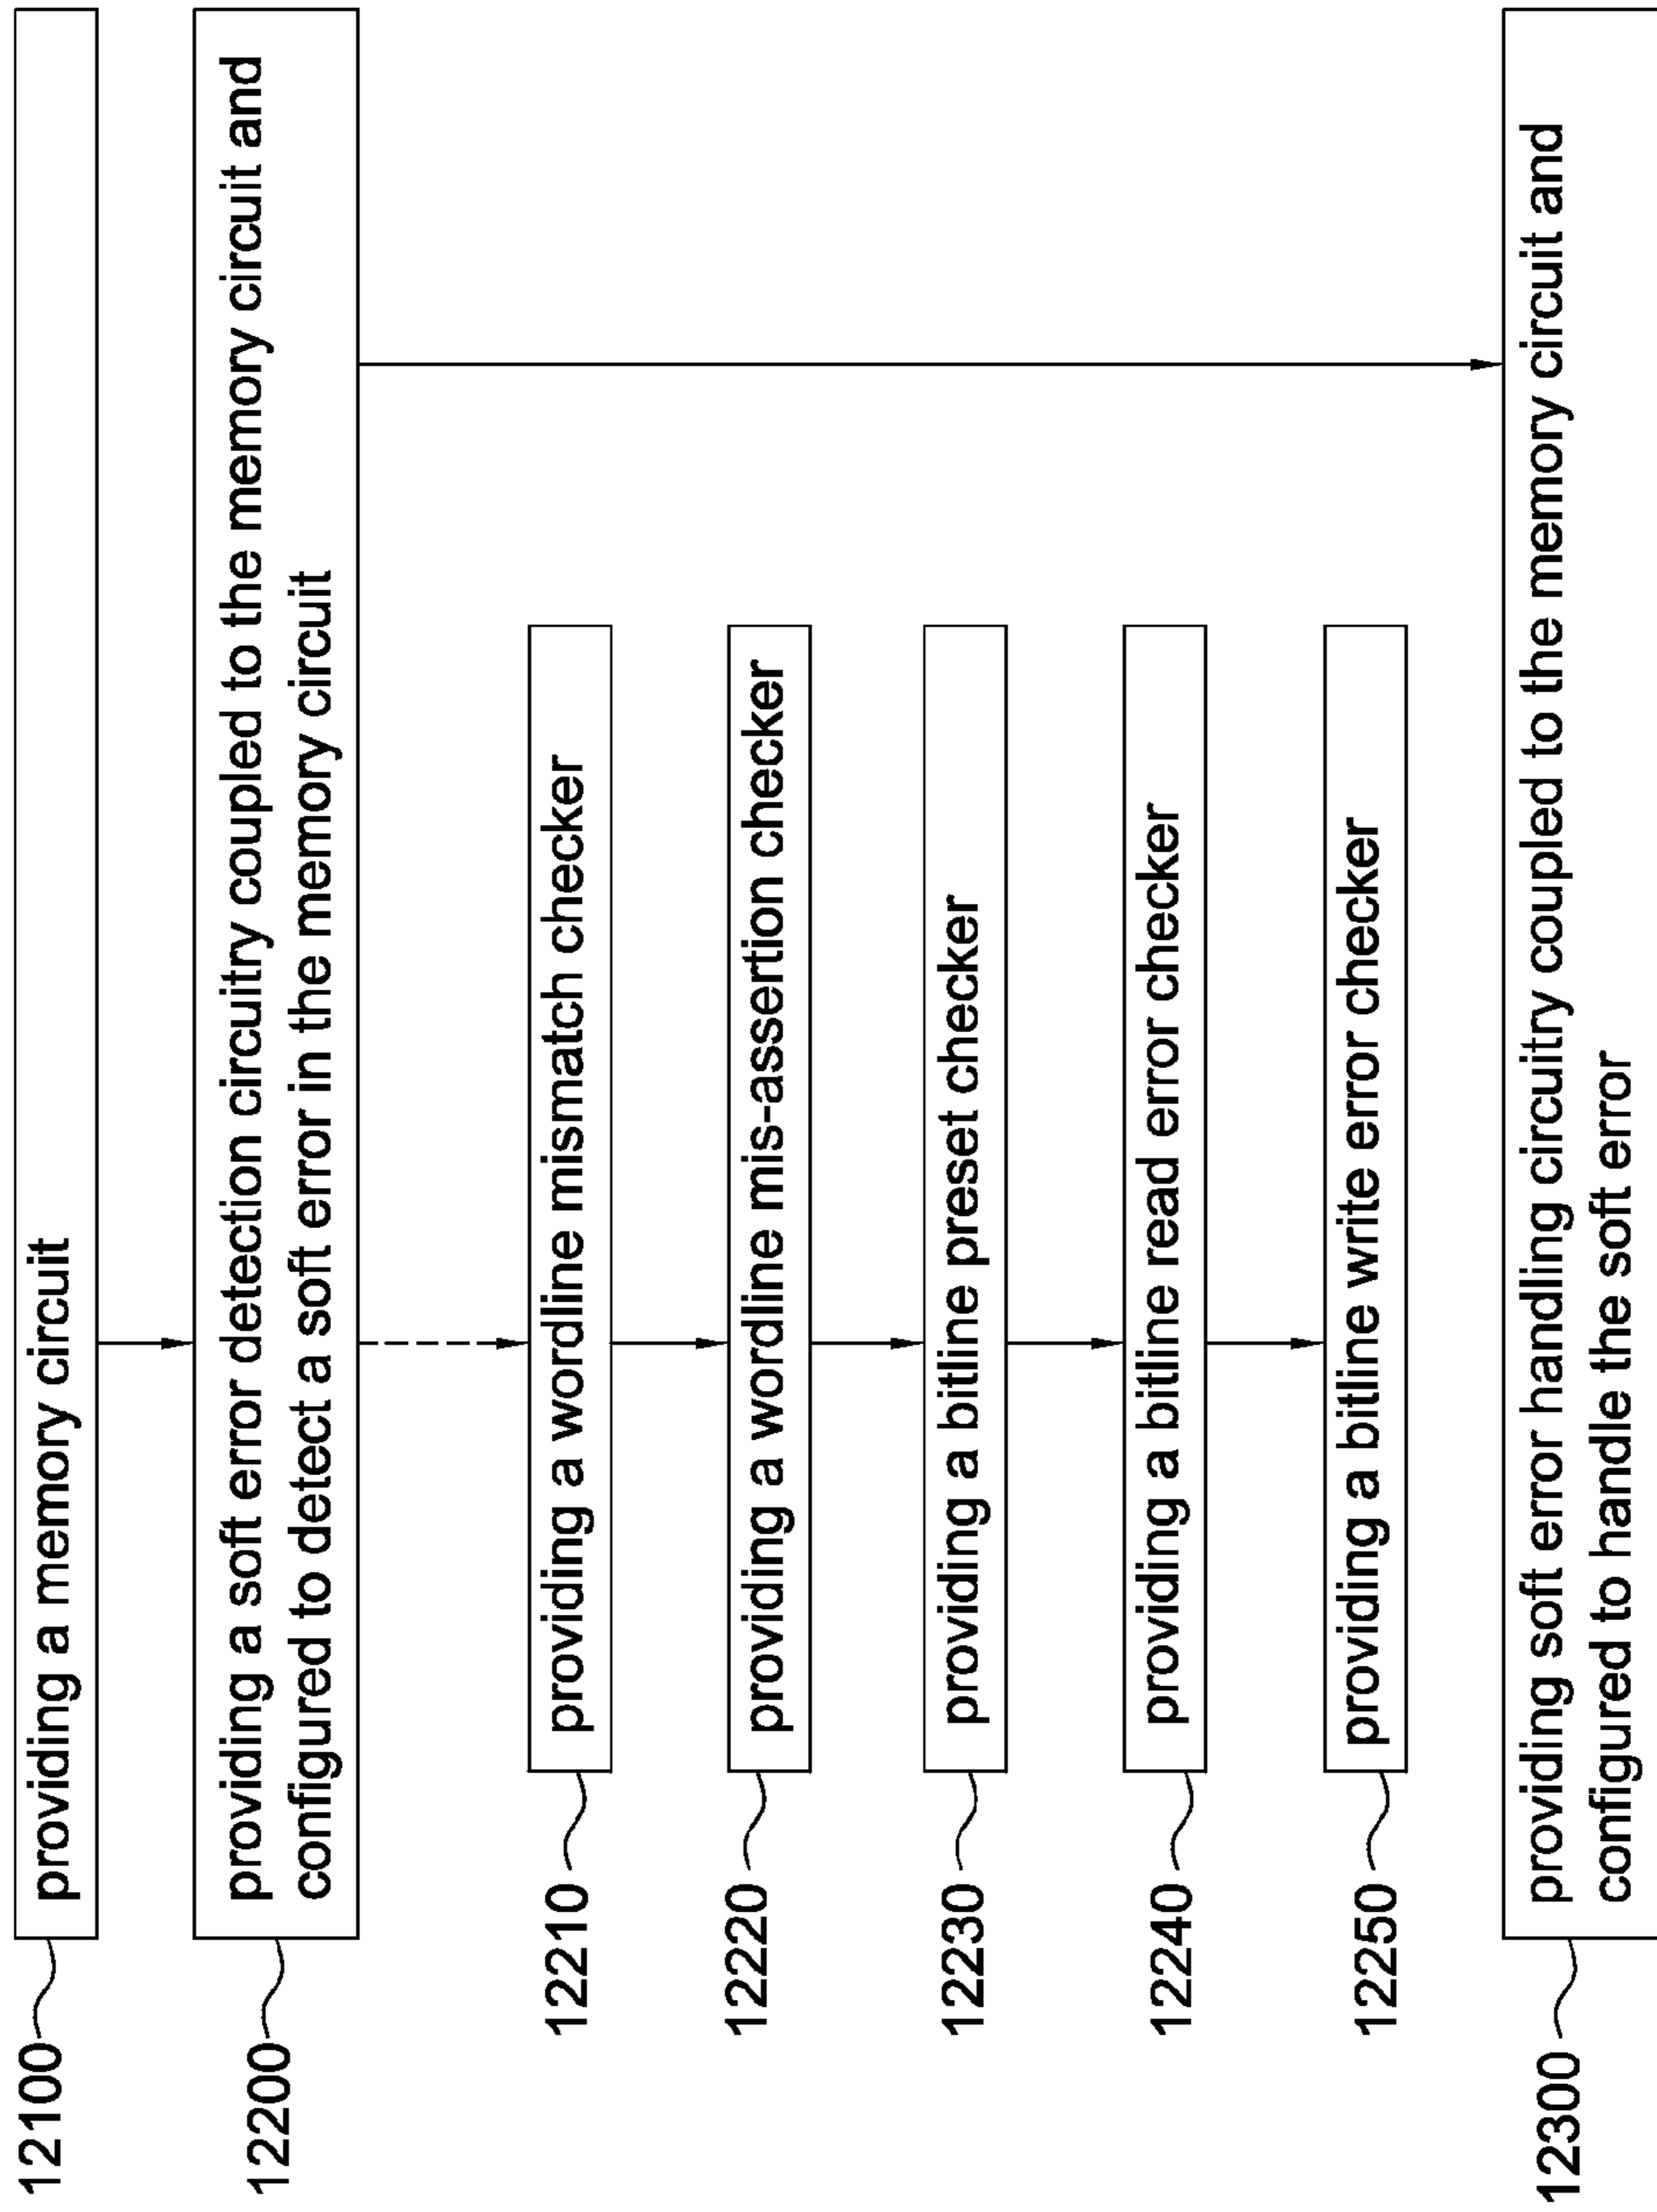 12100
providing a memory circuit
12200
providing a soft error detection circuitry coupled to the memory circuit and
configured to detect a soft error in the memory circuit
12210
providing a wordline mismatch checker
12220
providing a wordline mis-assertion checker
12230
providing a bitline preset checker
12240
providing a bitline read error checker
12250
providing a bitline write error checker
12300
providing soft error handling circuitry coupled to the memory circuit and
configured to handle the soft error